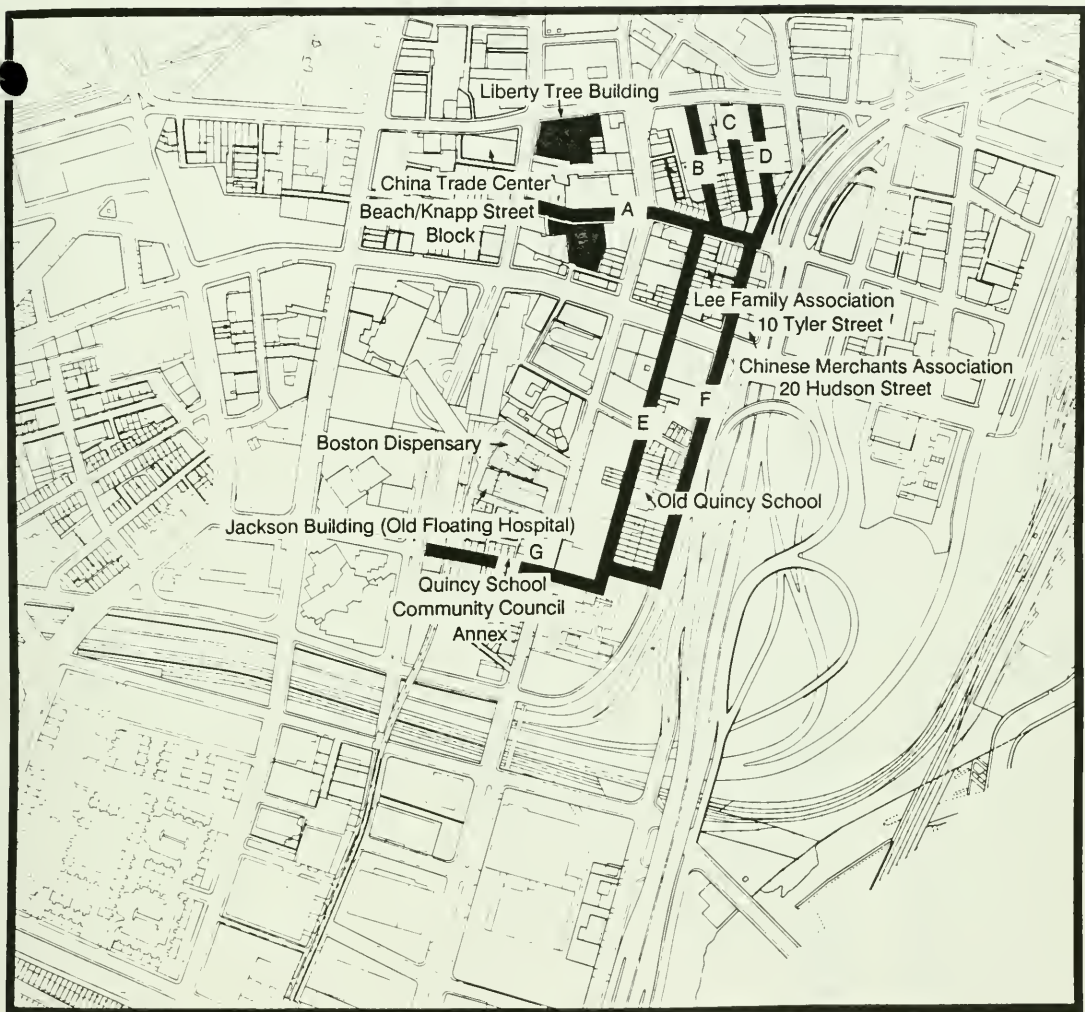 Liberty Tree Building
C
B
D
China Trade Center
Beach/Knapp Street
Block
A
Lee Family Association
10 Tyler Street
Chinese Merchants Association
20 Hudson Street
F
E
Boston Dispensary
Old Quincy School
Jackson Building (Old Floating Hospital)
G
Quincy School
Community Council
Annex